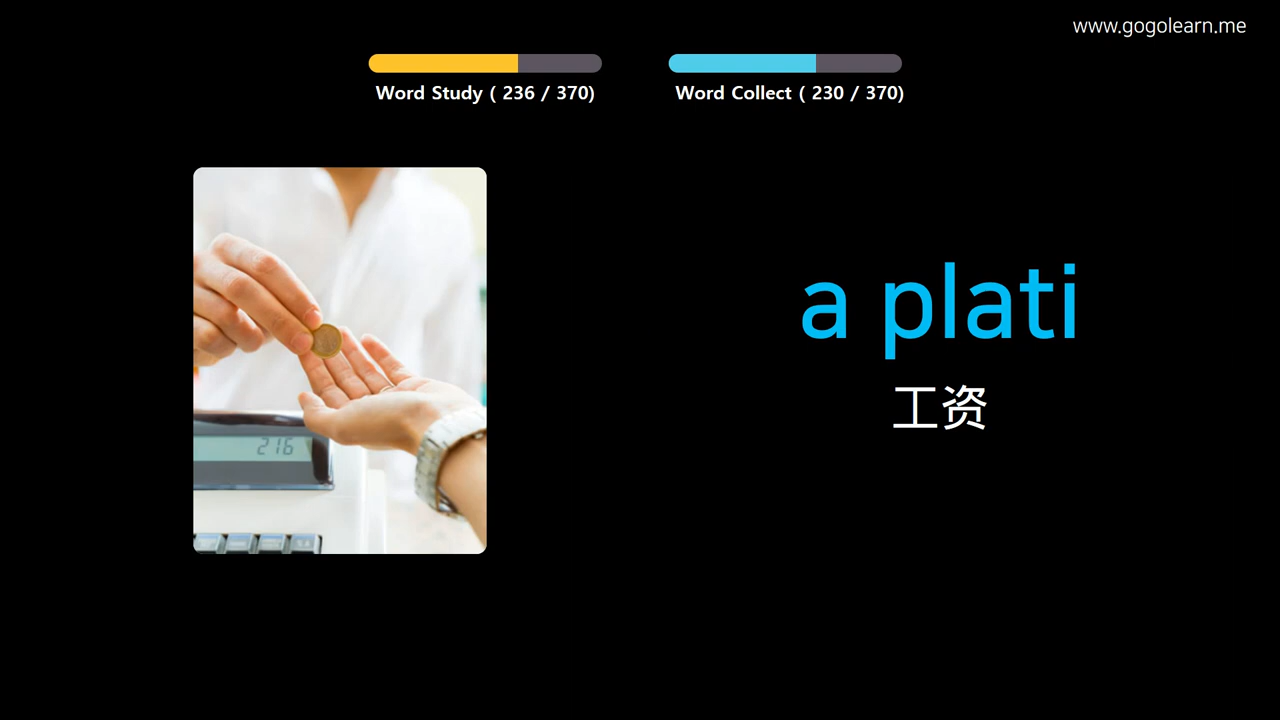 www.gogolearn.me
Word Study ( 236 / 370)
Word Collect ( 230 / 370)
a plati
工资
216